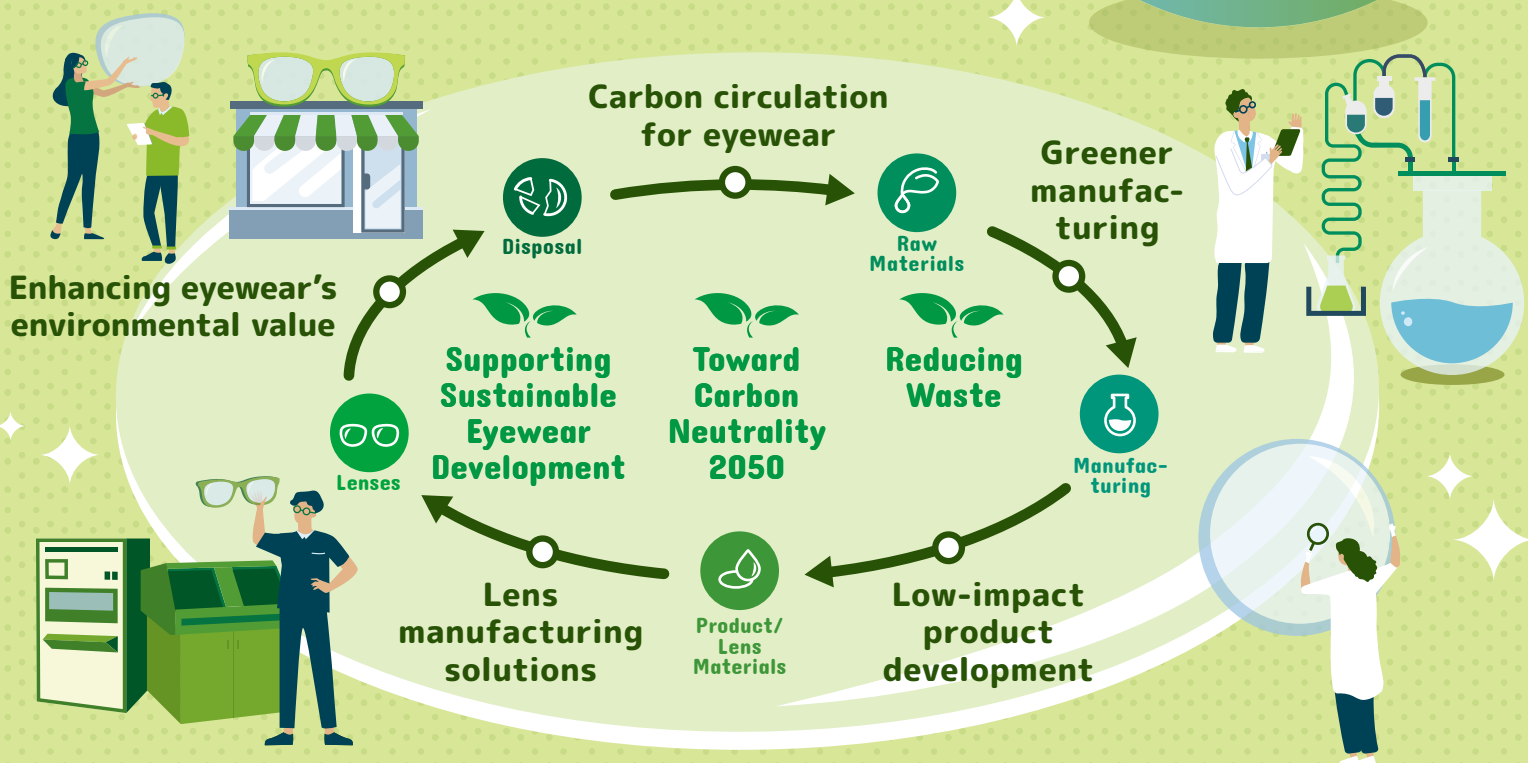 Carbon circulation
for eyewear
Greener
manufac-
turing
Disposal
Raw
Materials
Enhancing eyewear's
environmental value
Supporting
Sustainable
Eyewear
Development
Toward
Carbon
Neutrality
2050
Reducing
Waste
Lenses
Manufac-
turing
Lens
manufacturing
solutions
Product/
Lens
Materials
Low-impact
product
development